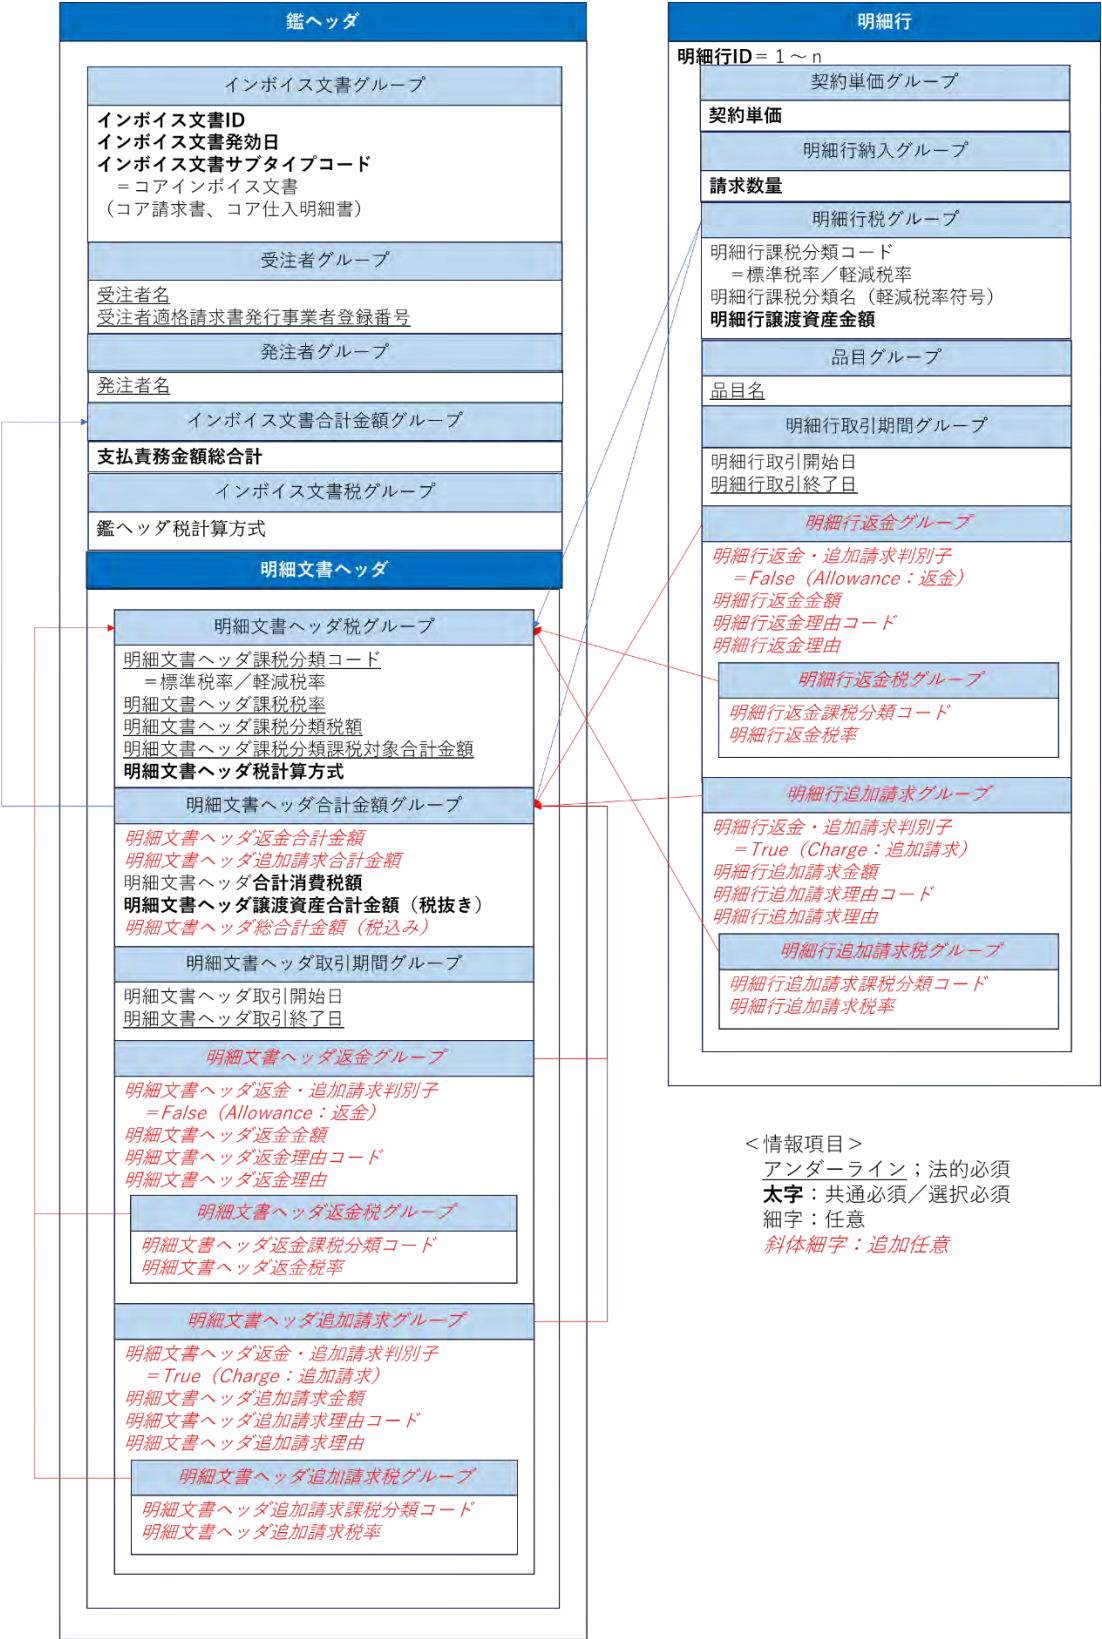 鑑ヘッダ
インボイス文書グループ
インボイス文書ID
インボイス文書発効日
インボイス文書サブタイプコード
＝コアインボイス文書
（コア請求書、コア仕入明細書）
受注者グループ
受注者名
受注者適格請求書発行事業者登録番号
発注者グループ
発注者名
インボイス文書合計金額グループ
支払責務金額総合計
インボイス文書税グループ
鑑ヘッダ税計算方式
明細文書ヘッダ
明細文書ヘッダ税グループ
明細文書ヘッダ課税分類コード
＝標準税率／軽減税率
明細文書ヘッダ課税税率
明細文書ヘッダ課税分類税額
明細文書ヘッダ課税分類課税対象合計金額
明細文書ヘッダ税計算方式
明細文書ヘッダ合計金額グループ
明細文書ヘッダ返金合計金額
明細文書ヘッダ追加請求合計金額
明細文書ヘッダ合計消費税額
明細文書ヘッダ譲渡資産合計金額（税抜き）
明細文書ヘッダ総合計金額（税込み）
明細文書ヘッダ取引期間グループ
明細文書ヘッダ取引開始日
明細文書ヘッダ取引終了日
明細文書ヘッダ返金グループ
明細文書ヘッダ返金・追加請求判別子
＝False（Allowance：返金）
明細文書ヘッダ返金金額
明細文書ヘッダ返金理由コード
明細文書ヘッダ返金理由
明細文書ヘッダ返金税グループ
明細文書ヘッダ返金課税分類コード
明細文書ヘッダ返金税率
明細文書ヘッダ追加請求グループ
明細文書ヘッダ返金・追加請求判別子
＝True（Charge：追加請求）
明細文書ヘッダ追加請求金額
明細文書ヘッダ追加請求理由コード
明細文書ヘッダ追加請求理由
明細文書ヘッダ追加請求税グループ
明細文書ヘッダ追加請求課税分類コード
明細文書ヘッダ追加請求税率
明細行
明細行ID＝１～ｎ
契約単価グループ
契約単価
明細行納入グループ
請求数量
明細行税グループ
明細行課税分類コード
＝標準税率／軽減税率
明細行課税分類名（軽減税率符号）
明細行譲渡資産金額
品目グループ
品目名
明細行取引期間グループ
明細行取引開始日
明細行取引終了日
明細行返金グループ
明細行返金・追加請求判別子
＝False（Allowance：返金）
明細行返金金額
明細行返金理由コード
明細行返金理由
明細行返金税グループ
明細行返金課税分類コード
明細行返金税率
明細行追加請求グループ
明細行返金・追加請求判別子
＝True（Charge：追加請求）
明細行追加請求金額
明細行追加請求理由コード
明細行追加請求理由
明細行追加請求税グループ
明細行追加請求課税分類コード
明細行追加請求税率
＜情報項目＞
アンダーライン；法的必須
太字：共通必須／選択必須
細字：任意
斜体細字：追加任意